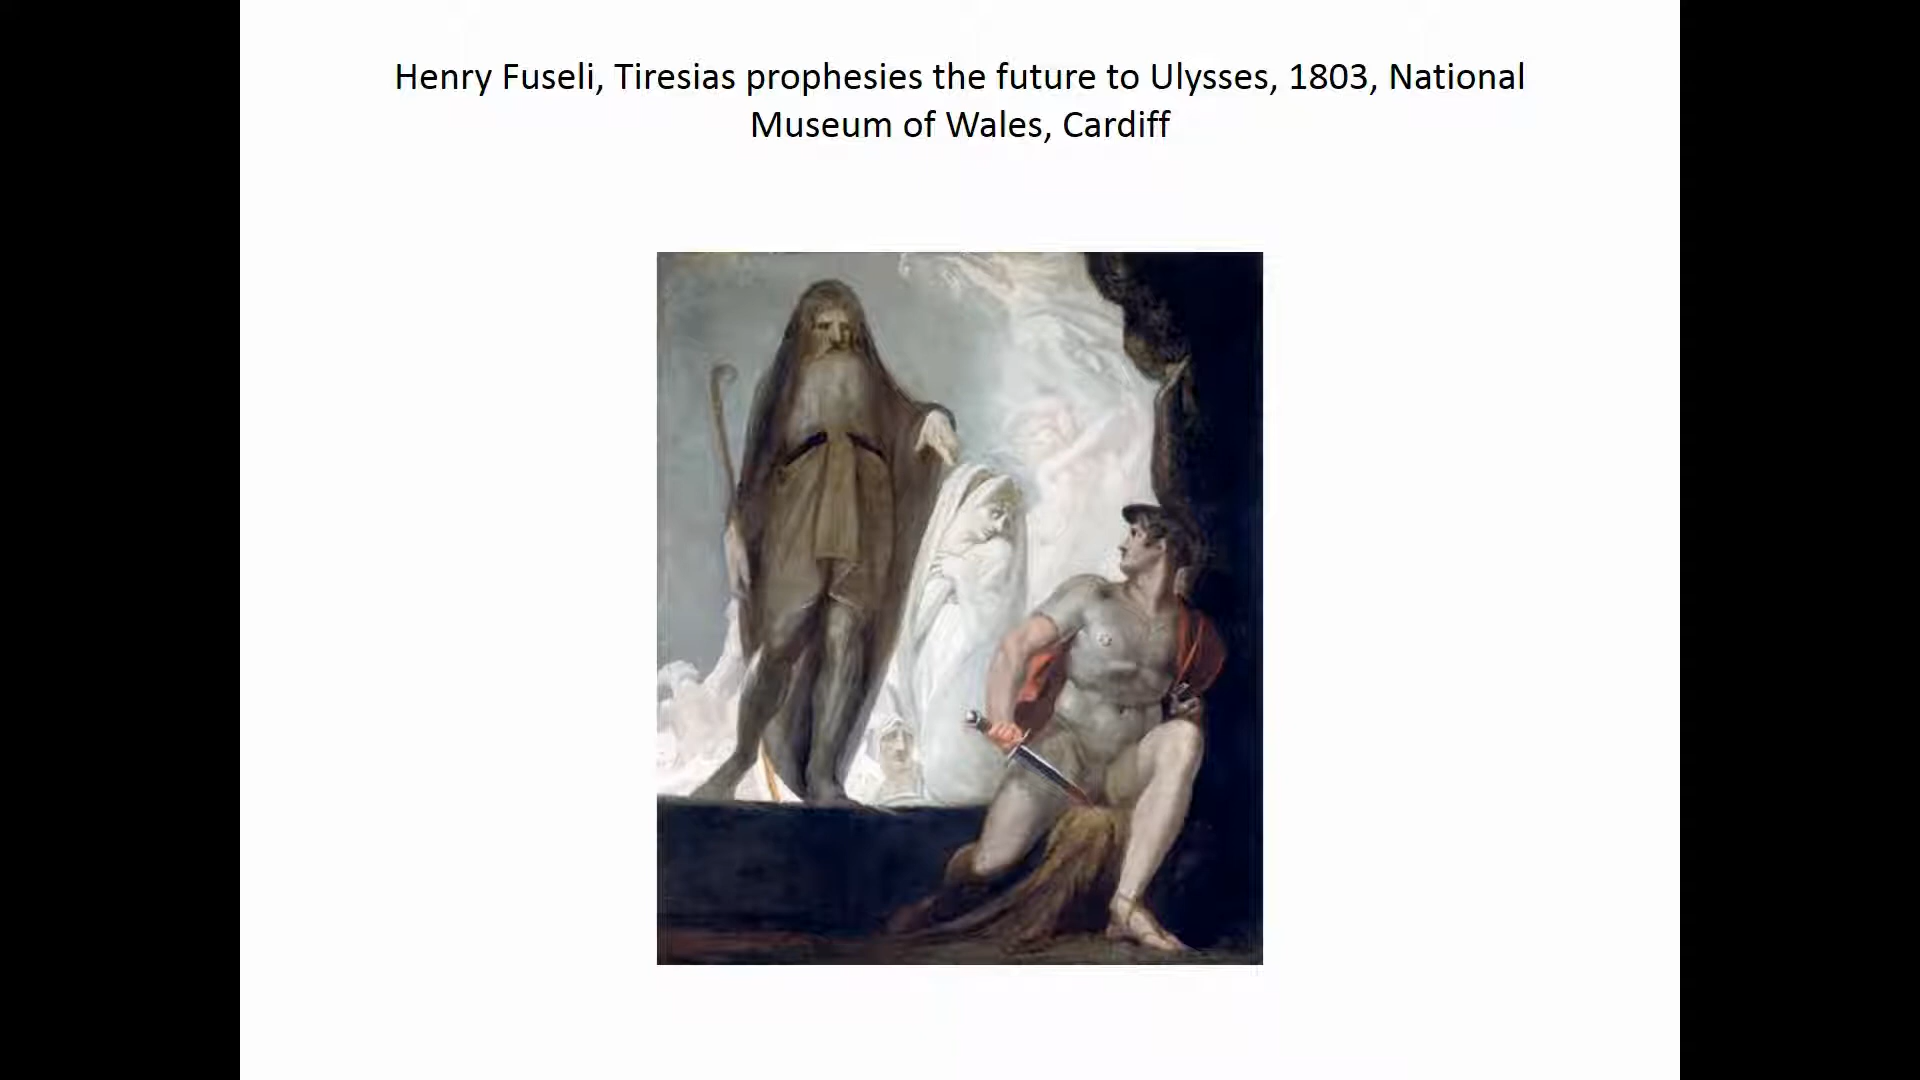 Henry Fuseli, Tiresias prophesies the future to Ulysses, 1803, National
Museum of Wales, Cardiff